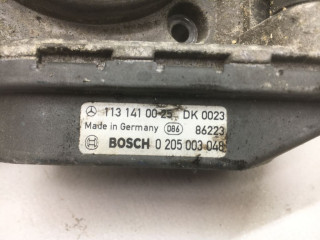 113 141 00 25 DK 0023
Made in Germany 086 86223
BOSCH 0 205 003 048